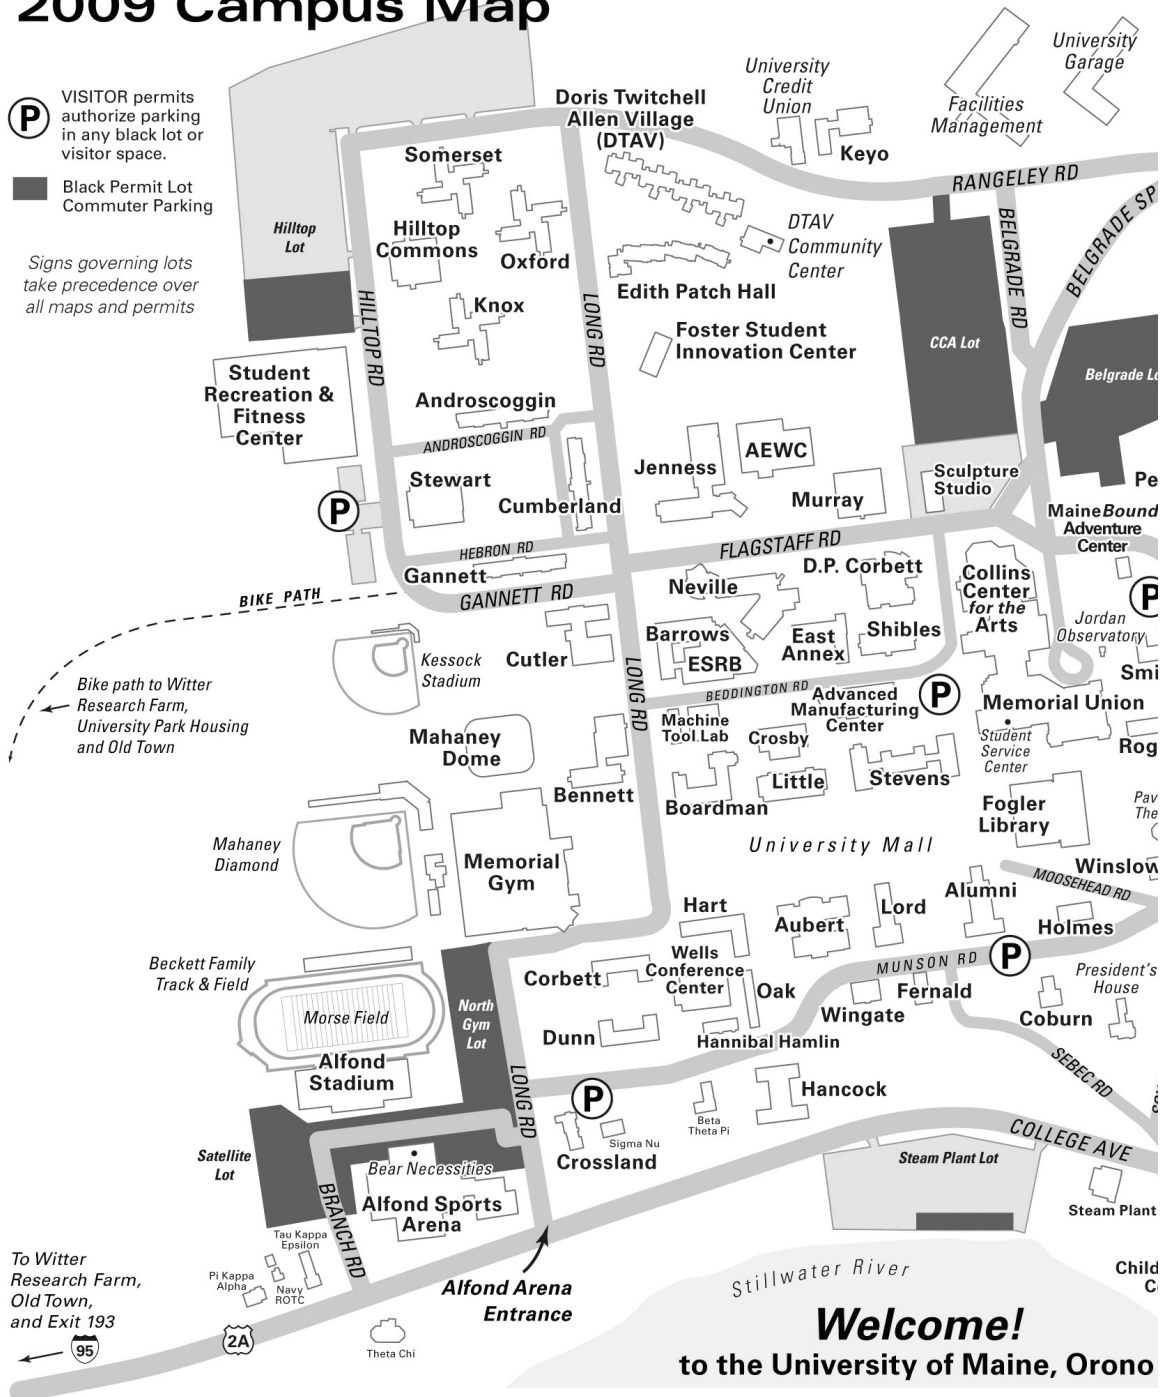 2009 Campus Map
P
VISITOR permits
authorize parking
in any black lot or
visitor space.
Black Permit Lot
Commuter Parking
Signs governing lots
take precedence over
all maps and permits
Hilltop
Lot
Somerset
Hilltop
Commons
Oxford
Knox
HILLTOP RD
LONG RD
Doris Twitchell
Allen Village
(DTAV)
University
Credit
Union
Keyo
Facilities
Management
University
Garage
RANGELEY RD
BELGRADE RD
BELGRADE SP
DTAV
Community
Center
Edith Patch Hall
Foster Student
Innovation Center
CCA Lot
Belgrade Lo
Student
Recreation &
Fitness
Center
Androscoggin
ANDROSCOGGIN RD
Stewart
Cumberland
P
HEBRON RD
Gannett
GANNETT RD
BIKE PATH
Jenness
AEWC
Murray
Sculpture
Studio
Pe
MaineBound
Adventure
Center
FLAGSTAFF RD
Neville
D.P. Corbett
Collins
Center
for the
Arts
P
Jordan
Observatory
Smi
Barrows
ESRB
East
Annex
Shibles
Cutler
Kessock
Stadium
LONG RD
BEDDINGTON RD
Bike path to Witter
Research Farm,
University Park Housing
and Old Town
Mahaney
Dome
Bennett
Machine
Tool Lab
Crosby
Advanced
Manufacturing
Center
P
Memorial Union
Student
Service
Center
Rog
Boardman
Little
Stevens
Fogler
Library
Pav
The
University Mall
Mahaney
Diamond
Memorial
Gym
Winslow
MOOSEHEAD RD
Hart
Aubert
Lord
Alumni
Holmes
Beckett Family
Track & Field
Morse Field
Alfond
Stadium
North
Gym
Lot
Corbett
Wells
Conference
Center
Oak
MUNSON RD
P
Wingate
Fernald
Coburn
President's
House
Dunn
Hannibal Hamlin
SEBEC RD
LONG RD
P
Hancock
Beta
Theta Pi
Sigma Nu
Crossland
COLLEGE AVE
Satellite
Lot
Bear Necessities
Alfond Sports
Arena
BRANCH RD
Steam Plant Lot
Steam Plant
Tau Kappa
Epsilon
Pi Kappa
Alpha
Navy
ROTC
Alfond Arena
Entrance
Stillwater River
Child
C
To Witter
Research Farm,
Old Town,
and Exit 193
95
2A
Theta Chi
Welcome!
to the University of Maine, Orono